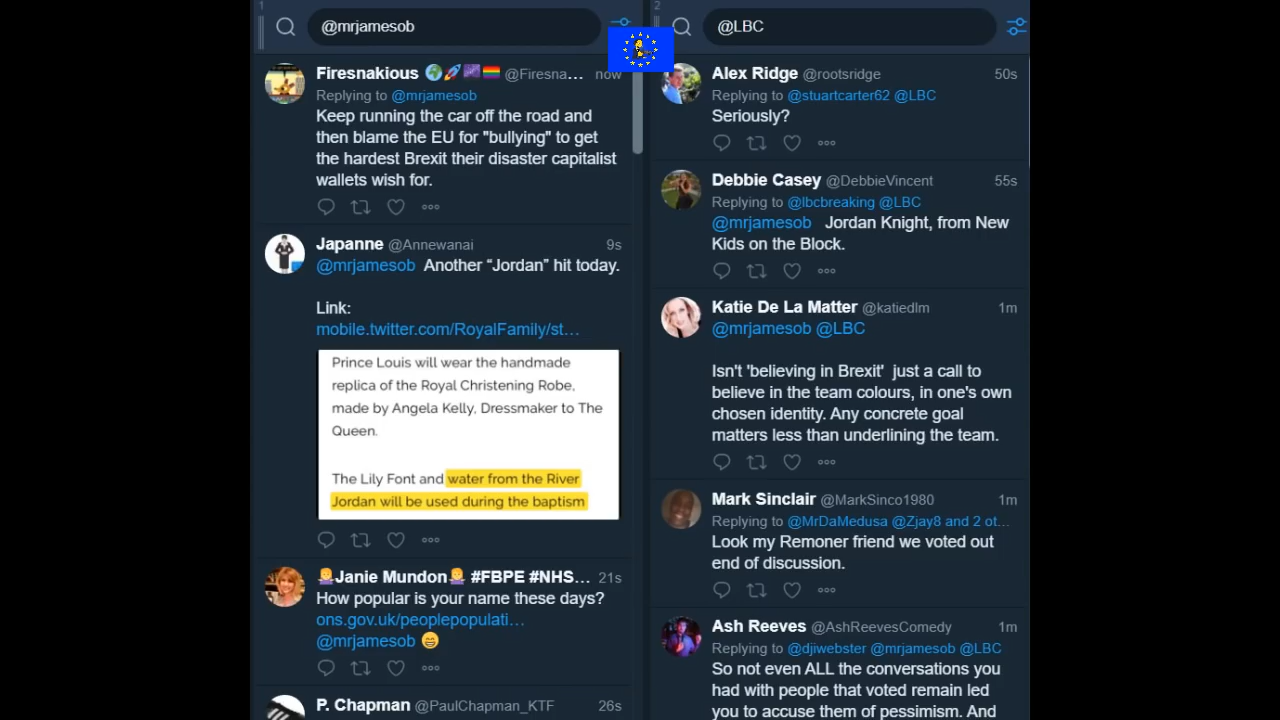 1
@mrjamesob
Firesnakious @Firesna... now
Replying to @mrjamesob
Keep running the car off the road and
then blame the EU for "bullying" to get
the hardest Brexit their disaster capitalist
wallets wish for.
Japanne @Annewanai 9s
@mrjamesob Another “Jordan” hit today.
Link:
mobile.twitter.com/RoyalFamily/st…
Prince Louis will wear the handmade
replica of the Royal Christening Robe,
made by Angela Kelly, Dressmaker to The
Queen.
The Lily Font and water from the River
Jordan will be used during the baptism
Janie Mundon #FBPE #NHS... 21s
How popular is your name these days?
ons.gov.uk/peoplepopulati…
@mrjamesob 😄
P. Chapman @PaulChapman_KTF 26s
2
@LBC
Alex Ridge @rootsridge 50s
Replying to @stuartcarter62 @LBC
Seriously?
Debbie Casey @DebbieVincent 55s
Replying to @lbcbreaking @LBC
@mrjamesob Jordan Knight, from New
Kids on the Block.
Katie De La Matter @katiedlm 1m
@mrjamesob @LBC
Isn't 'believing in Brexit' just a call to
believe in the team colours, in one's own
chosen identity. Any concrete goal
matters less than underlining the team.
Mark Sinclair @MarkSinco1980 1m
Replying to @MrDaMedusa @Zjay8 and 2 ot...
Look my Remoner friend we voted out
end of discussion.
Ash Reeves @AshReevesComedy 1m
Replying to @djiwebster @mrjamesob @LBC
So not even ALL the conversations you
had with people that voted remain led
you to accuse them of pessimism. And